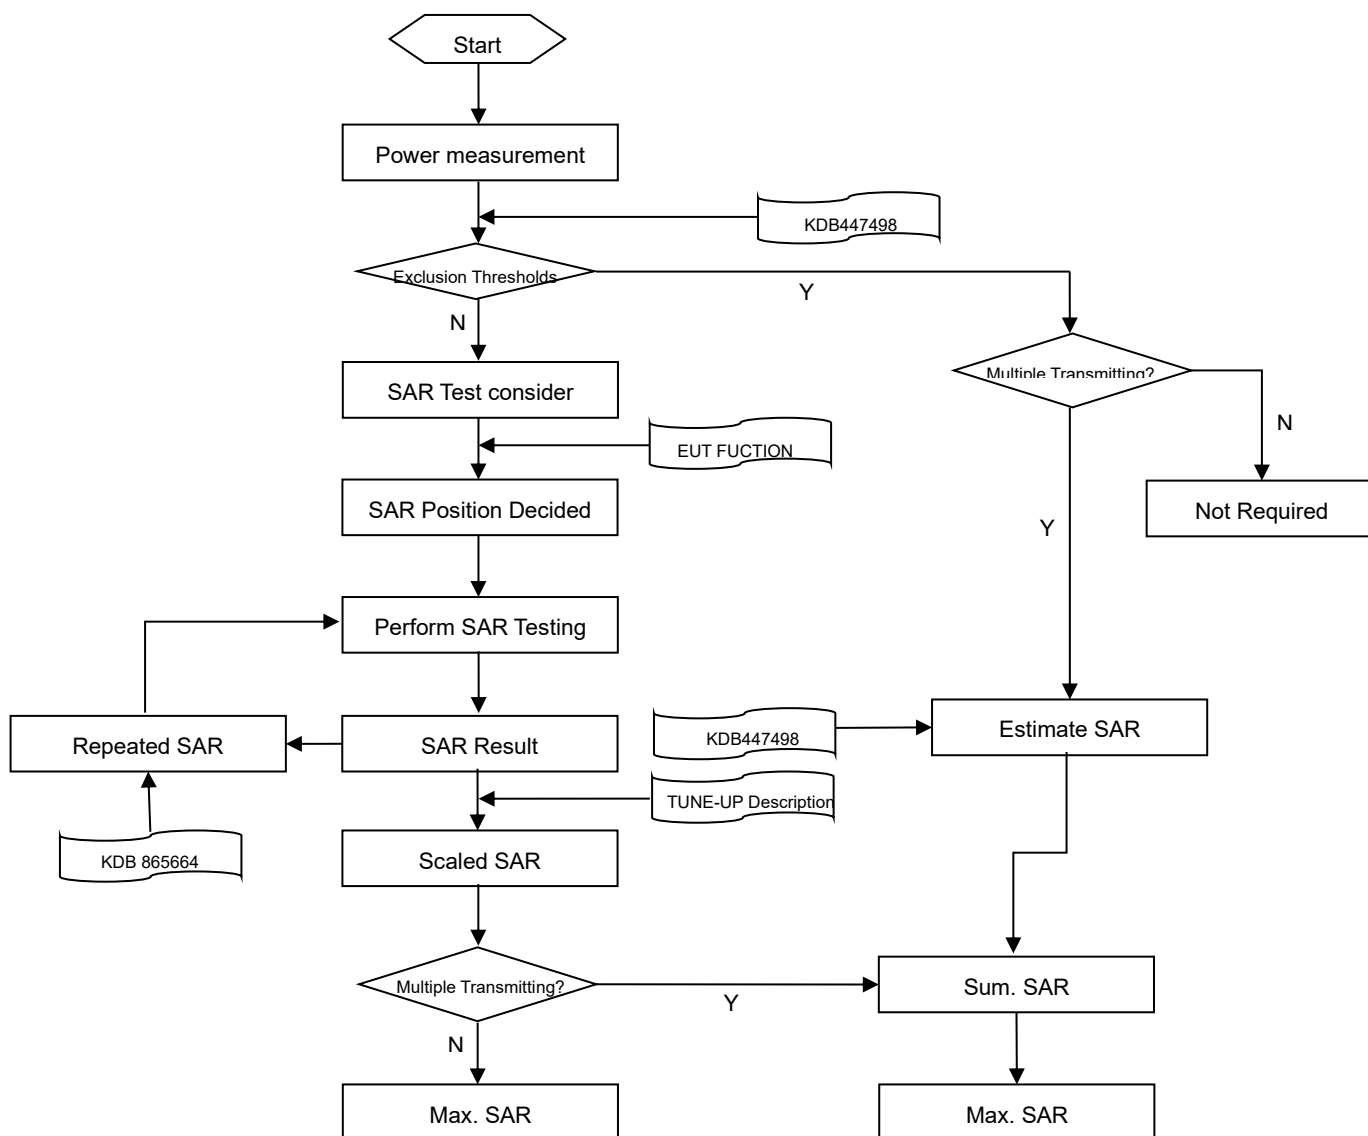 Start
Power measurement
KDB447498
Exclusion Thresholds
Y
N
Multiple Transmitting?
SAR Test consider
N
EUT FUCTION
SAR Position Decided
Not Required
Y
Perform SAR Testing
Repeated SAR
SAR Result
KDB447498
Estimate SAR
TUNE-UP Description
KDB 865664
Scaled SAR
Multiple Transmitting?
Y
Sum. SAR
N
Max. SAR
Max. SAR